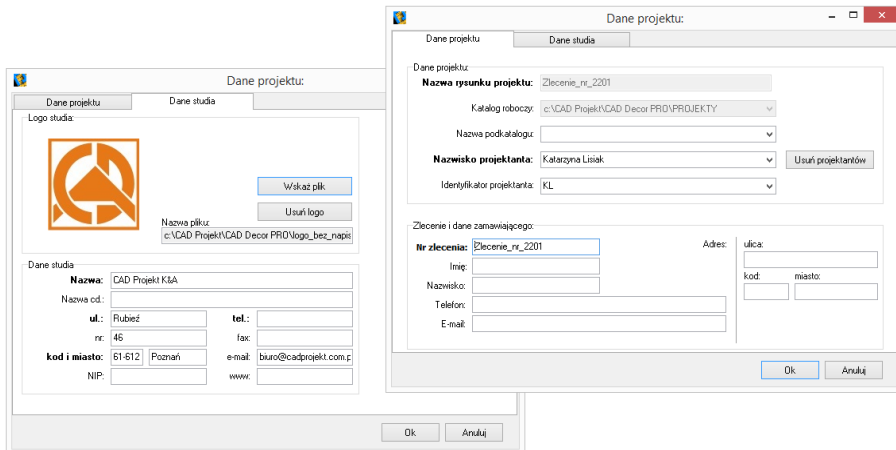 Dane projektu:
Dane projektu
Dane studia
Logo studia:
Wskaż plik
Usuń logo
Nazwa pliku:
c:\CAD Projekt\CAD Decor PRO\logo_bez_napis
Dane studia
Nazwa: CAD Projekt K&A
Nazwa cd.:
ul.: Rubież tel.:
nr: 46 fax:
kod i miasto: 61-612 Poznań e-mail: biuro@cadprojekt.com.p
NIP: www:
Ok Anuluj
Dane projektu:
Dane projektu Dane studia
Dane projektu:
Nazwa rysunku projektu: Zlecenie_nr_2201
Katalog roboczy: c:\CAD Projekt\CAD Decor PRO\PROJEKTY
Nazwa podkatalogu:
Nazwisko projektanta: Katarzyna Lisiak Usuń projektantów
Identyfikator projektanta: KL
Zlecenie i dane zamawiającego:
Nr zlecenia: Zlecenie_nr_2201 Adres: ulica:
Imię:
kod: miasto:
Nazwisko:
Telefon:
E-mail:
Ok Anuluj